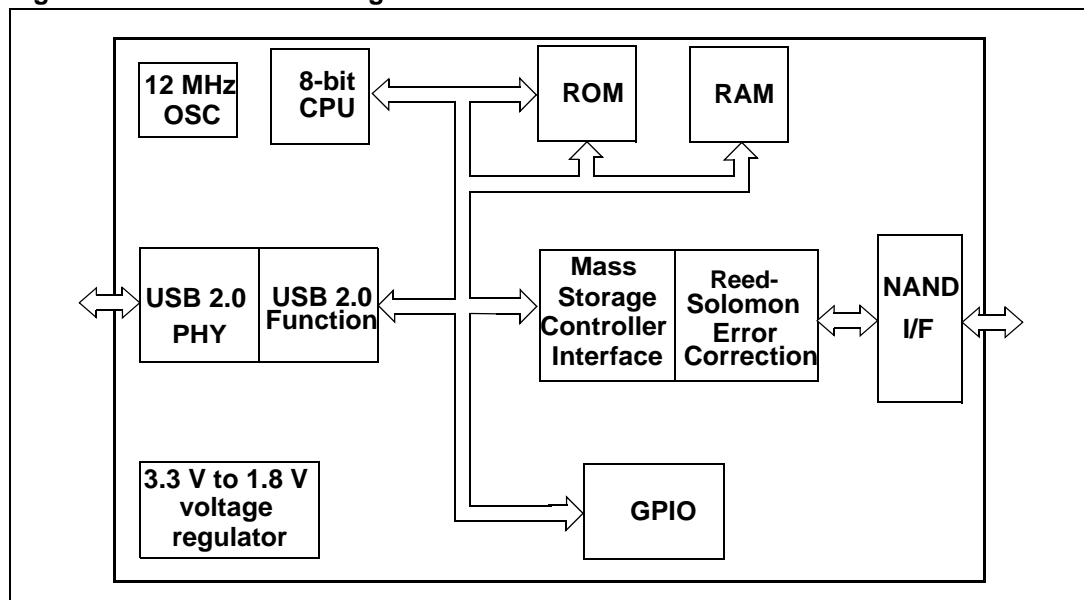 12 MHz
OSC
8-bit
CPU
ROM
RAM
USB 2.0
PHY
USB 2.0
Function
Mass
Storage
Controller
Interface
Reed-
Solomon
Error
Correction
NAND
I/F
3.3 V to 1.8 V
voltage
regulator
GPIO